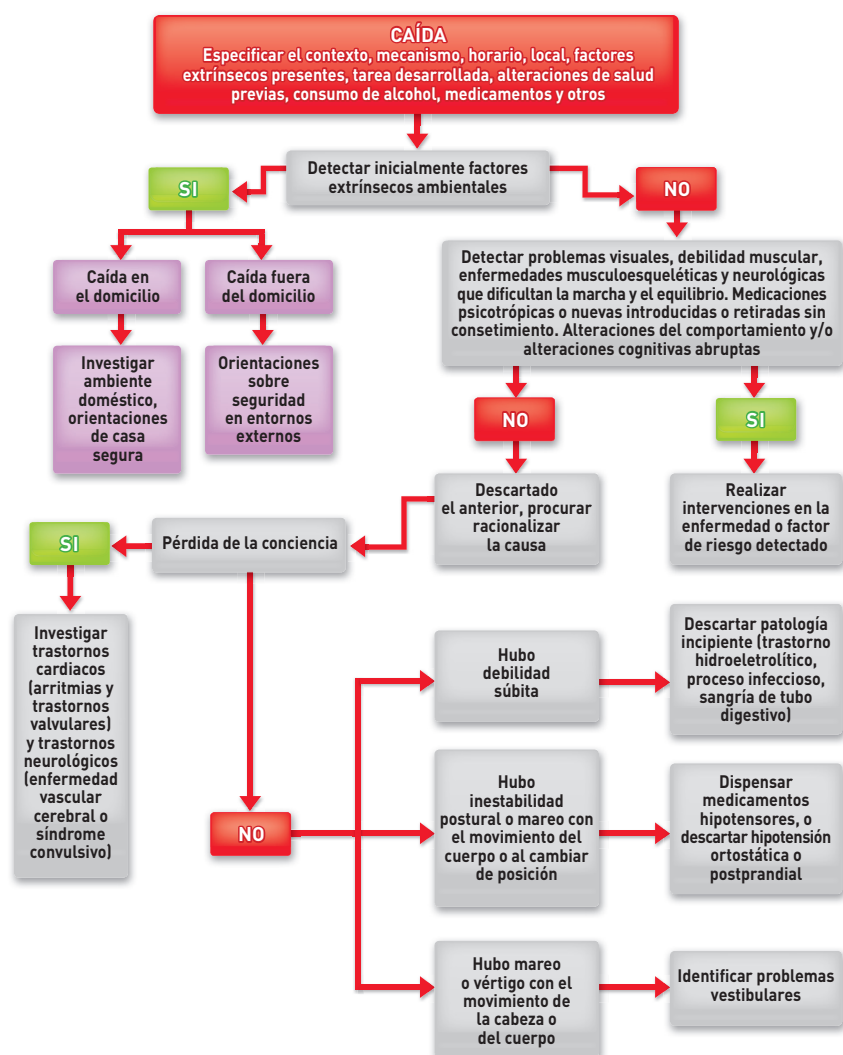 CAÍDA
Especificar el contexto, mecanismo, horario, local, factores
extrínsecos presentes, tarea desarrollada, alteraciones de salud
previas, consumo de alcohol, medicamentos y otros
Detectar inicialmente factores
extrínsecos ambientales
SI
NO
Caída en
el domicilio
Caída fuera
del domicilio
Detectar problemas visuales, debilidad muscular,
enfermedades musculoesqueléticas y neurológicas
que dificultan la marcha y el equilibrio. Medicaciones
psicotrópicas o nuevas introducidas o retiradas sin
consetimiento. Alteraciones del comportamiento y/o
alteraciones cognitivas abruptas
Investigar
ambiente
doméstico,
orientaciones
de casa
segura
Orientaciones
sobre
seguridad
en entornos
externos
NO
SI
Descartado
el anterior, procurar
racionalizar
la causa
Realizar
intervenciones en la
enfermedad o factor
de riesgo detectado
SI
Pérdida de la conciencia
Investigar
trastornos
cardiacos
(arritmias y
trastornos
valvulares)
y trastornos
neurológicos
(enfermedad
vascular
cerebral o
síndrome
convulsivo)
NO
Hubo
debilidad
súbita
Descartar patología
incipiente (trastorno
hidroeletrolítico,
proceso infeccioso,
sangría de tubo
digestivo)
Hubo
inestabilidad
postural o mareo con
el movimiento del
cuerpo o al cambiar
de posición
Dispensar
medicamentos
hipotensores, o
descartar hipotensión
ortostática o
postprandial
Hubo mareo
o vértigo con el
movimiento de
la cabeza o
del cuerpo
Identificar problemas
vestibulares